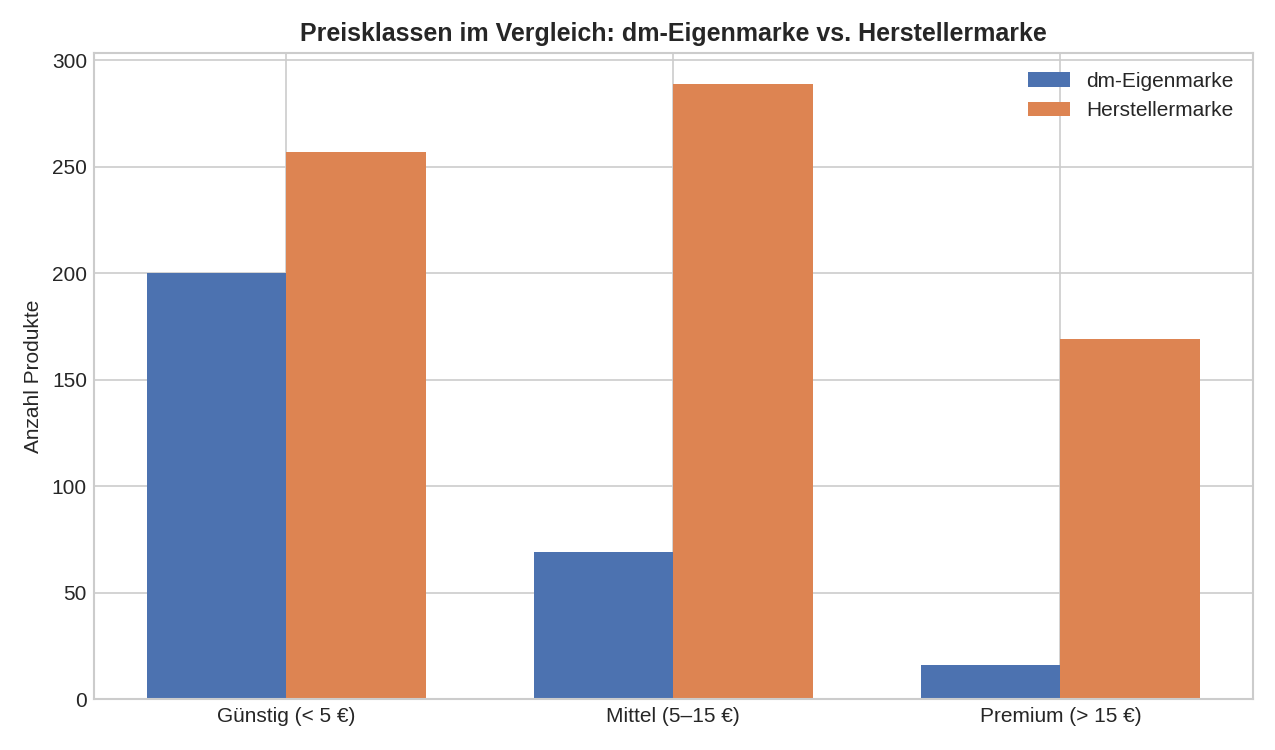 Preisklassen im Vergleich: dm-Eigenmarke vs. Herstellermarke
dm-Eigenmarke
Herstellermarke
Anzahl Produkte
300
250
200
150
100
50
0
Günstig (< 5 €)
Mittel (5–15 €)
Premium (> 15 €)